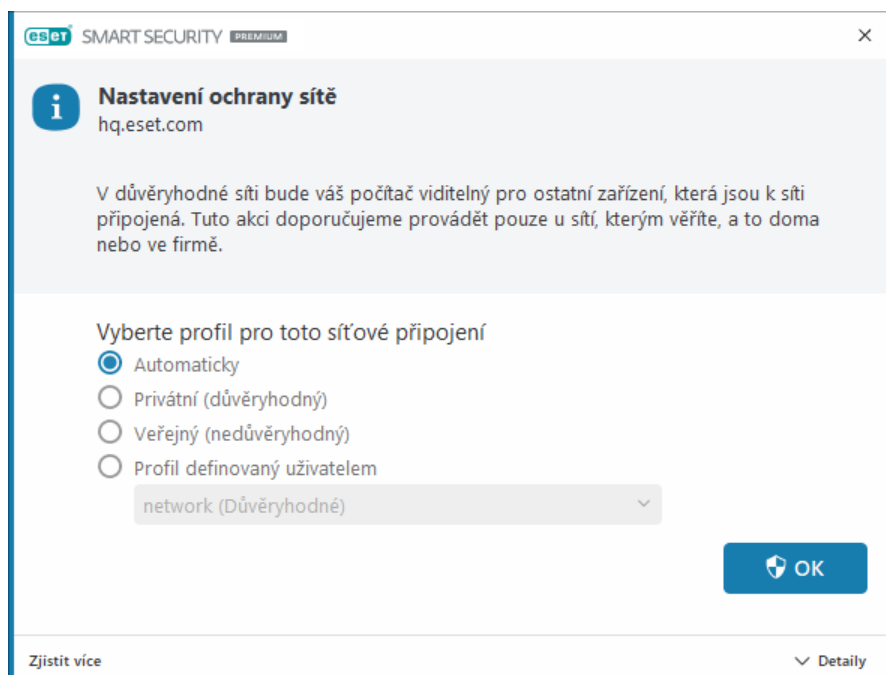 eset SMART SECURITY PREMIUM
Nastavení ochrany sítě
hq.eset.com
V důvěryhodné síti bude váš počítač viditelný pro ostatní zařízení, která jsou k síti
připojená. Tuto akci doporučujeme provádět pouze u sítí, kterým věříte, a to doma
nebo ve firmě.
Vyberte profil pro toto síťové připojení
Automaticky
Privátní (důvěryhodný)
Veřejný (nedůvěryhodný)
Profil definovaný uživatelem
network (Důvěryhodné)
OK
Zjistit více Detaily